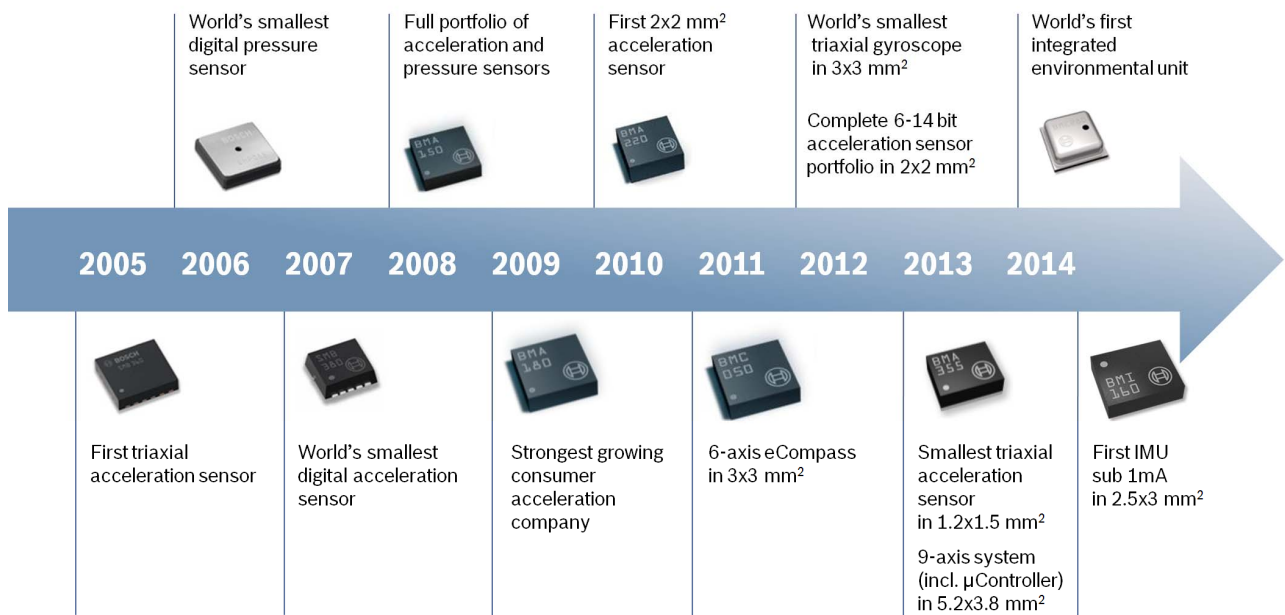 World's smallest
digital pressure
sensor
Full portfolio of
acceleration and
pressure sensors
First 2x2 mm²
acceleration
sensor
World's smallest
triaxial gyroscope
in 3x3 mm²
Complete 6-14 bit
acceleration sensor
portfolio in 2x2 mm²
World's first
integrated
environmental unit
BOSCH
BMA
150
BMA
220
2005 2006 2007 2008 2009 2010 2011 2012 2013 2014
BOSCH
SMB
380
BMA
180
BMC
050
BMA
355
BMI
160
First triaxial
acceleration sensor
World's smallest
digital acceleration
sensor
Strongest growing
consumer
acceleration
company
6-axis eCompass
in 3x3 mm²
Smallest triaxial
acceleration
sensor
in 1.2x1.5 mm²
9-axis system
(incl. µController)
in 5.2x3.8 mm²
First IMU
sub 1mA
in 2.5x3 mm²